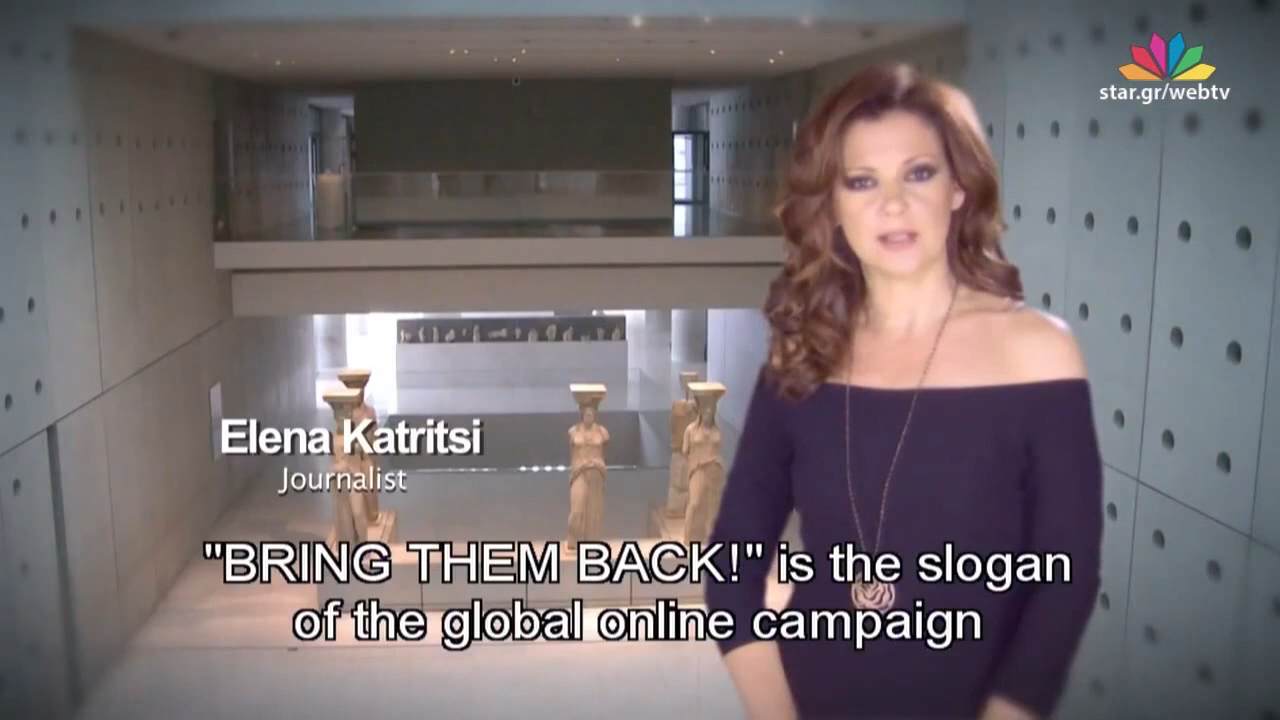 star.gr/webtv
Elena Katritsi
Journalist
"BRING THEM BACK!" is the slogan
of the global online campaign